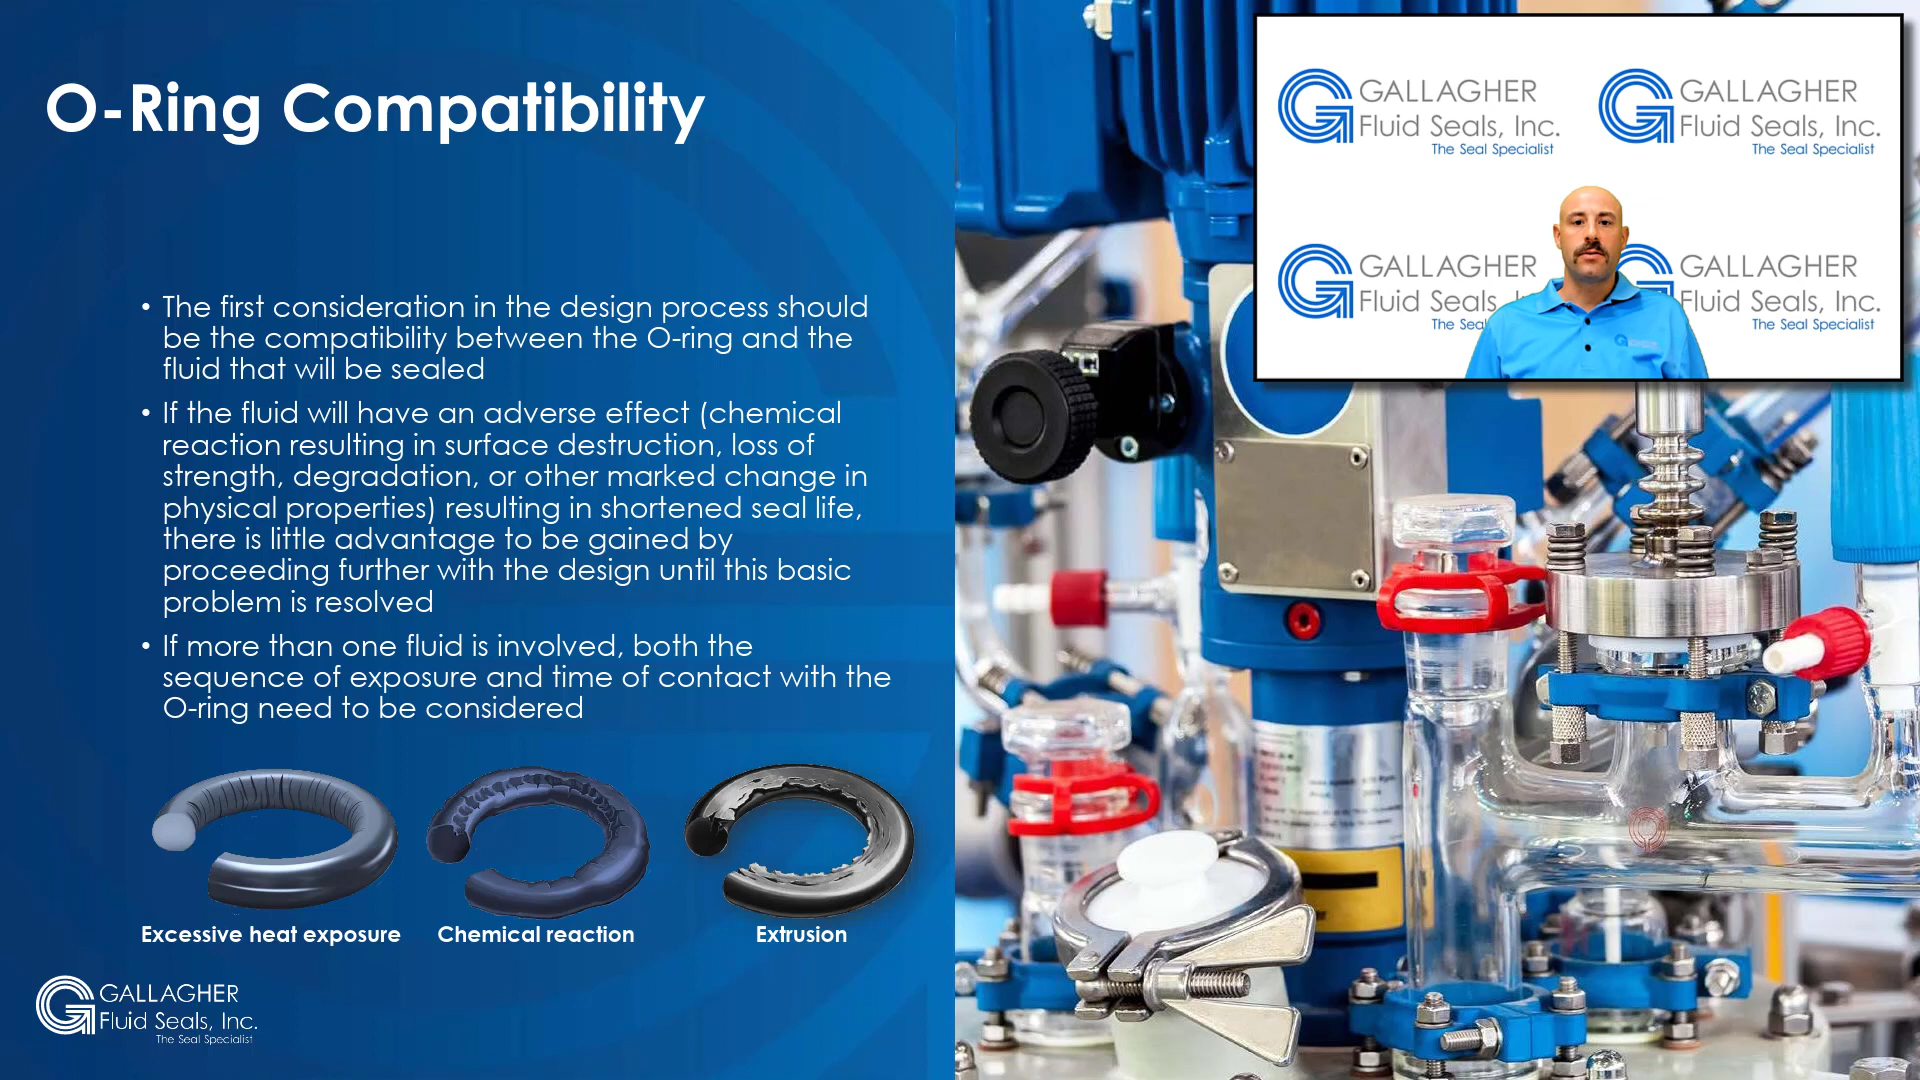 O-Ring Compatibility
• The first consideration in the design process should
be the compatibility between the O-ring and the
fluid that will be sealed
• If the fluid will have an adverse effect (chemical
reaction resulting in surface destruction, loss of
strength, degradation, or other marked change in
physical properties) resulting in shortened seal life,
there is little advantage to be gained by
proceeding further with the design until this basic
problem is resolved
• If more than one fluid is involved, both the
sequence of exposure and time of contact with the
O-ring need to be considered
Excessive heat exposure
Chemical reaction
Extrusion
GALLAGHER
Fluid Seals, Inc.
The Seal Specialist
GALLAGHER
Fluid Seals, Inc.
The Seal Specialist
GALLAGHER
Fluid Seals, Inc.
The Seal Specialist
GALLAGHER
Fluid Seals,
The Seal
GALLAGHER
Fluid Seals, Inc.
The Seal Specialist